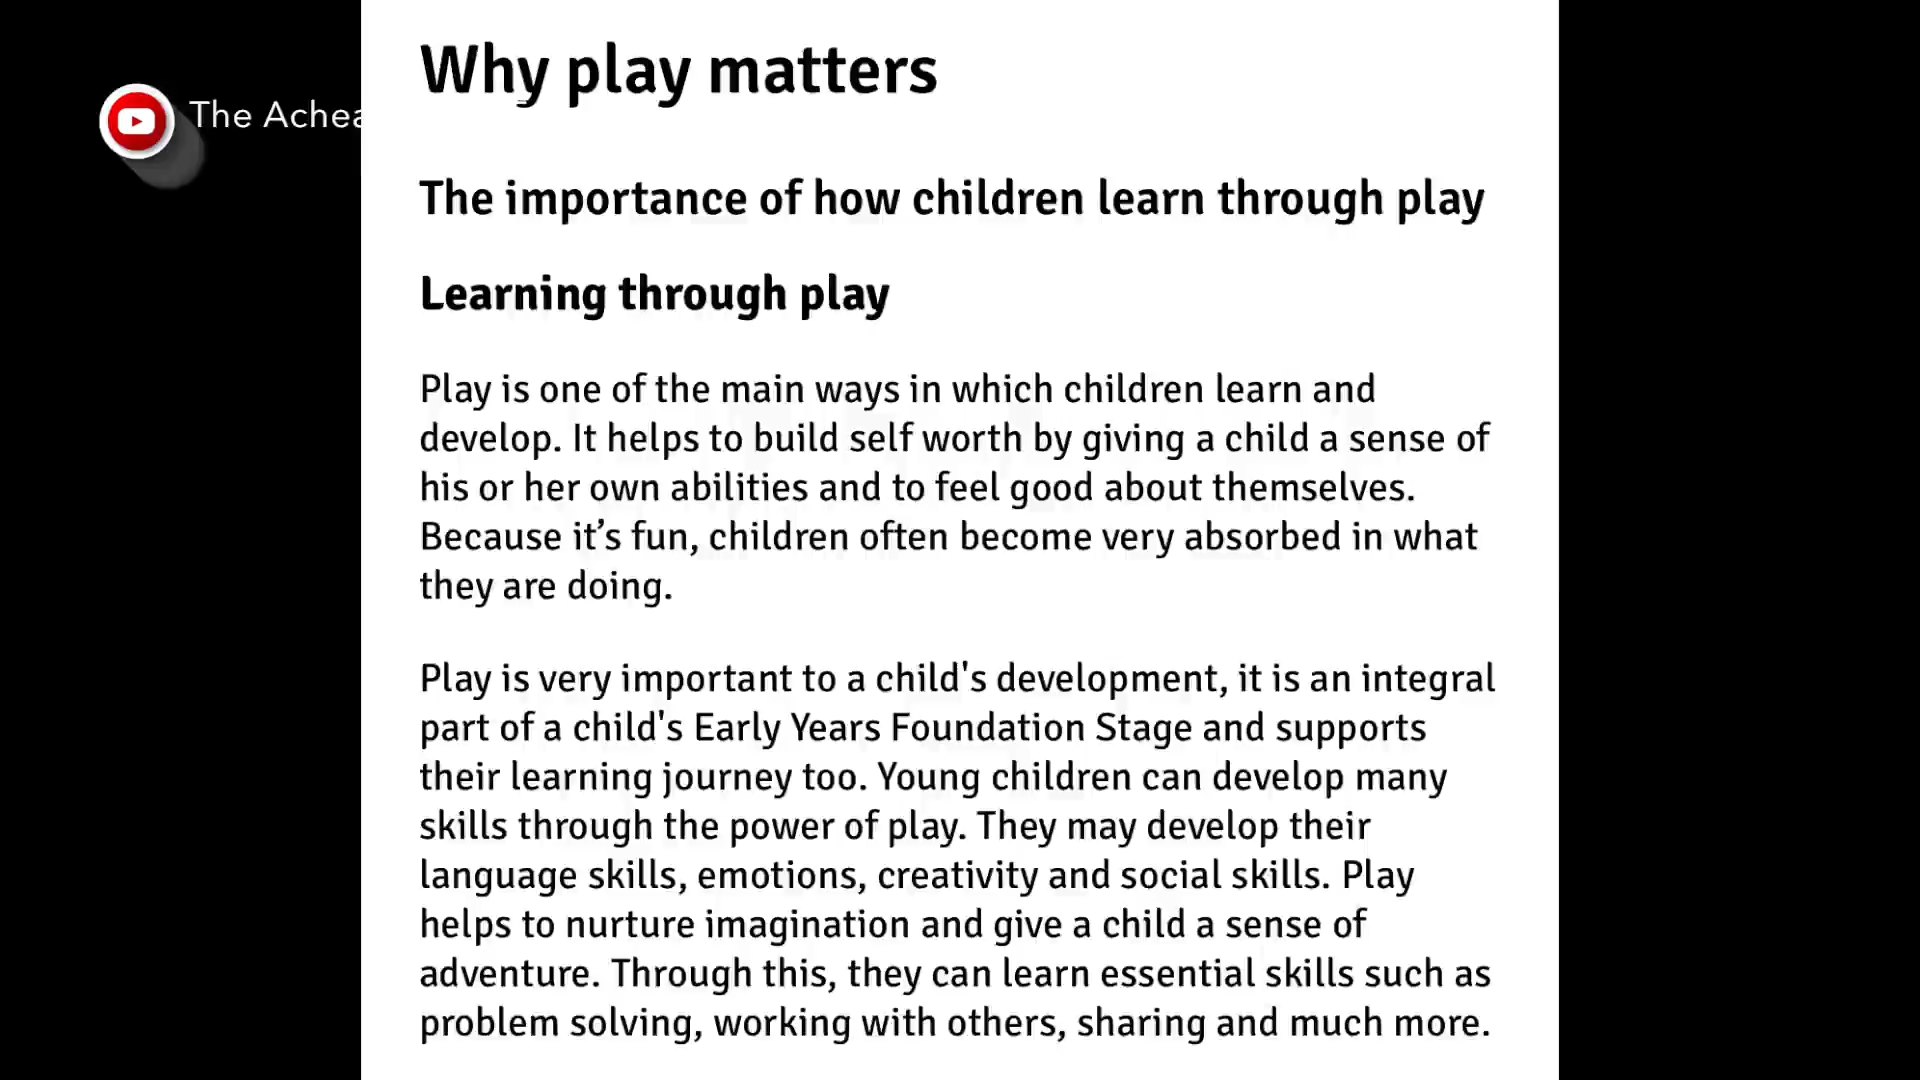 Why play matters
The Achea
The importance of how children learn through play
Learning through play
Play is one of the main ways in which children learn and
develop. It helps to build self worth by giving a child a sense of
his or her own abilities and to feel good about themselves.
Because it’s fun, children often become very absorbed in what
they are doing.
Play is very important to a child's development, it is an integral
part of a child's Early Years Foundation Stage and supports
their learning journey too. Young children can develop many
skills through the power of play. They may develop their
language skills, emotions, creativity and social skills. Play
helps to nurture imagination and give a child a sense of
adventure. Through this, they can learn essential skills such as
problem solving, working with others, sharing and much more.